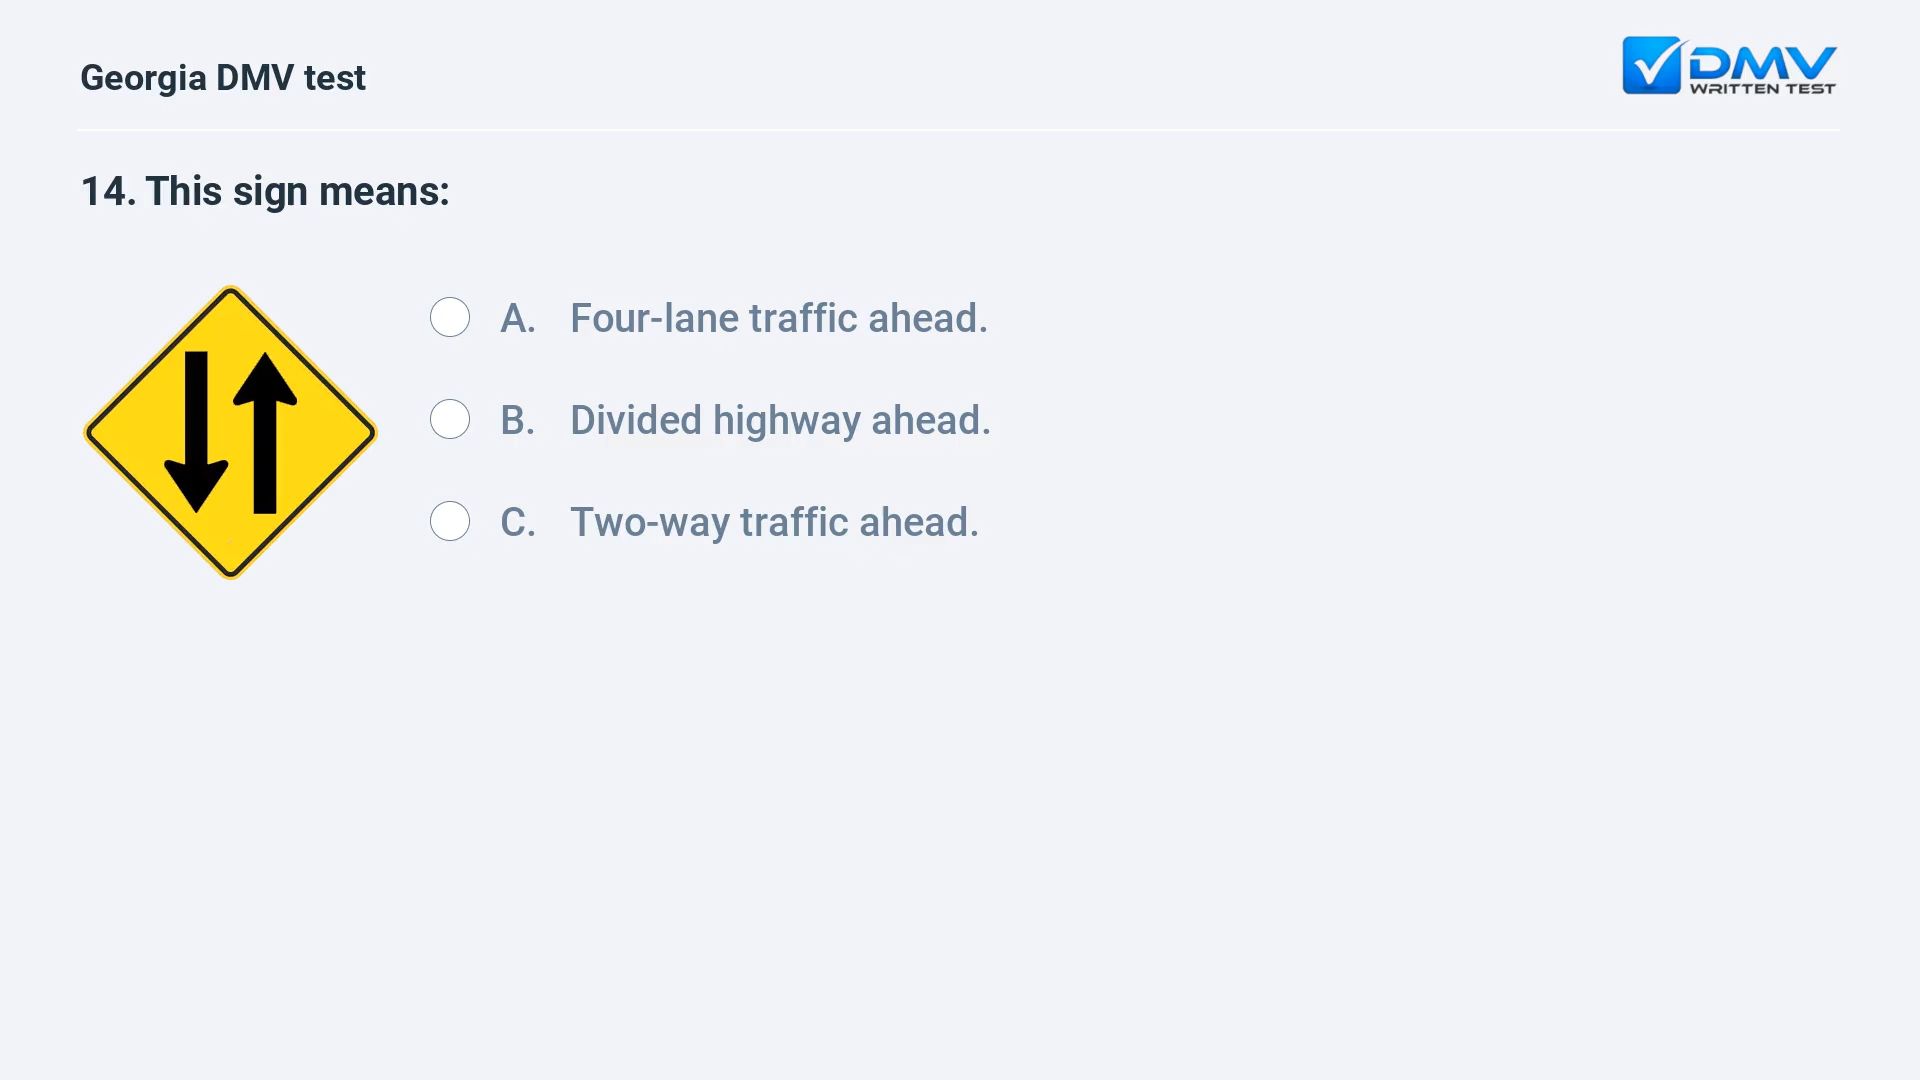 Georgia DMV test
DMV
WRITTEN TEST
14. This sign means:
A. Four-lane traffic ahead.
B. Divided highway ahead.
C. Two-way traffic ahead.